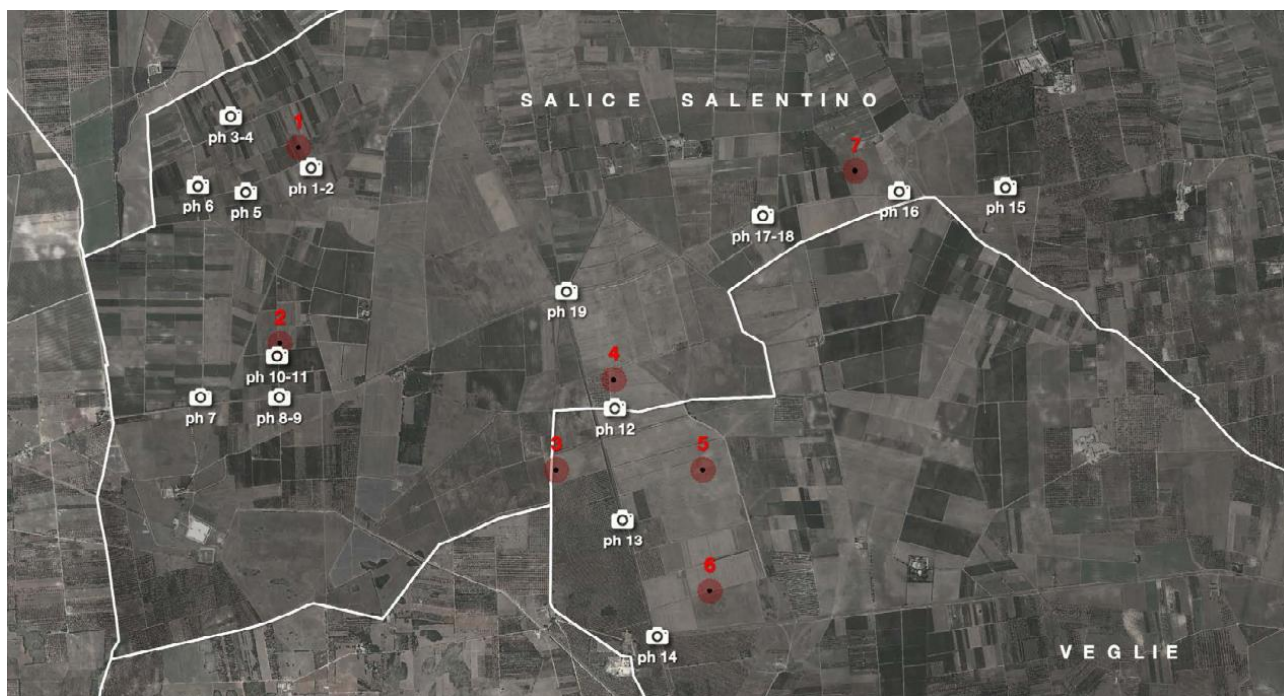 SALICE SALENTINO
ph 3-4
1
7
ph 1-2
ph 6
ph 5
ph 16
ph 15
ph 17-18
ph 19
2
4
ph 10-11
ph 7
ph 8-9
ph 12
3
5
ph 13
6
ph 14
VEGLIE